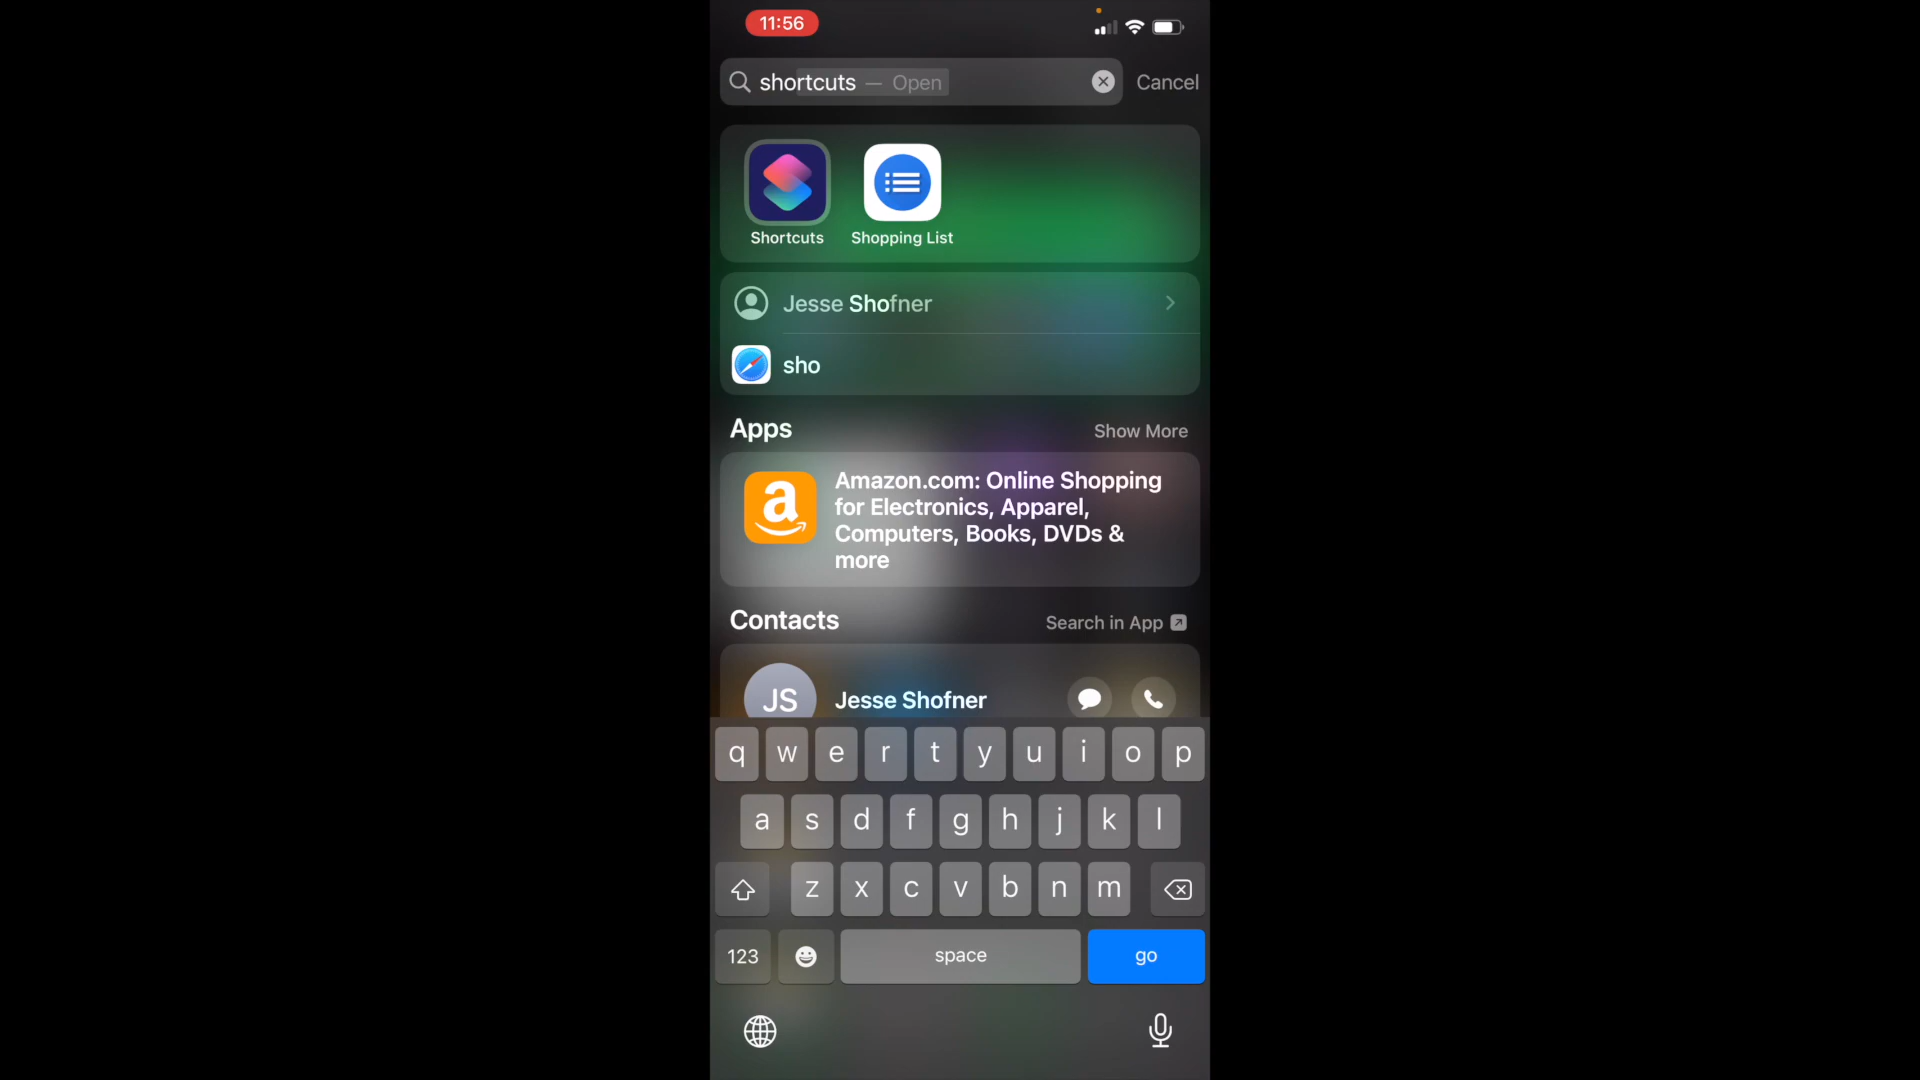 11:56
shortcuts — Open
Cancel
Shortcuts
Shopping List
Jesse Shofner
sho
Apps
Show More
a
Amazon.com: Online Shopping
for Electronics, Apparel,
Computers, Books, DVDs &
more
Contacts
Search in App
JS
Jesse Shofner
q w e r t y u i o p
a s d f g h j k l
z x c v b n m
123
space
go